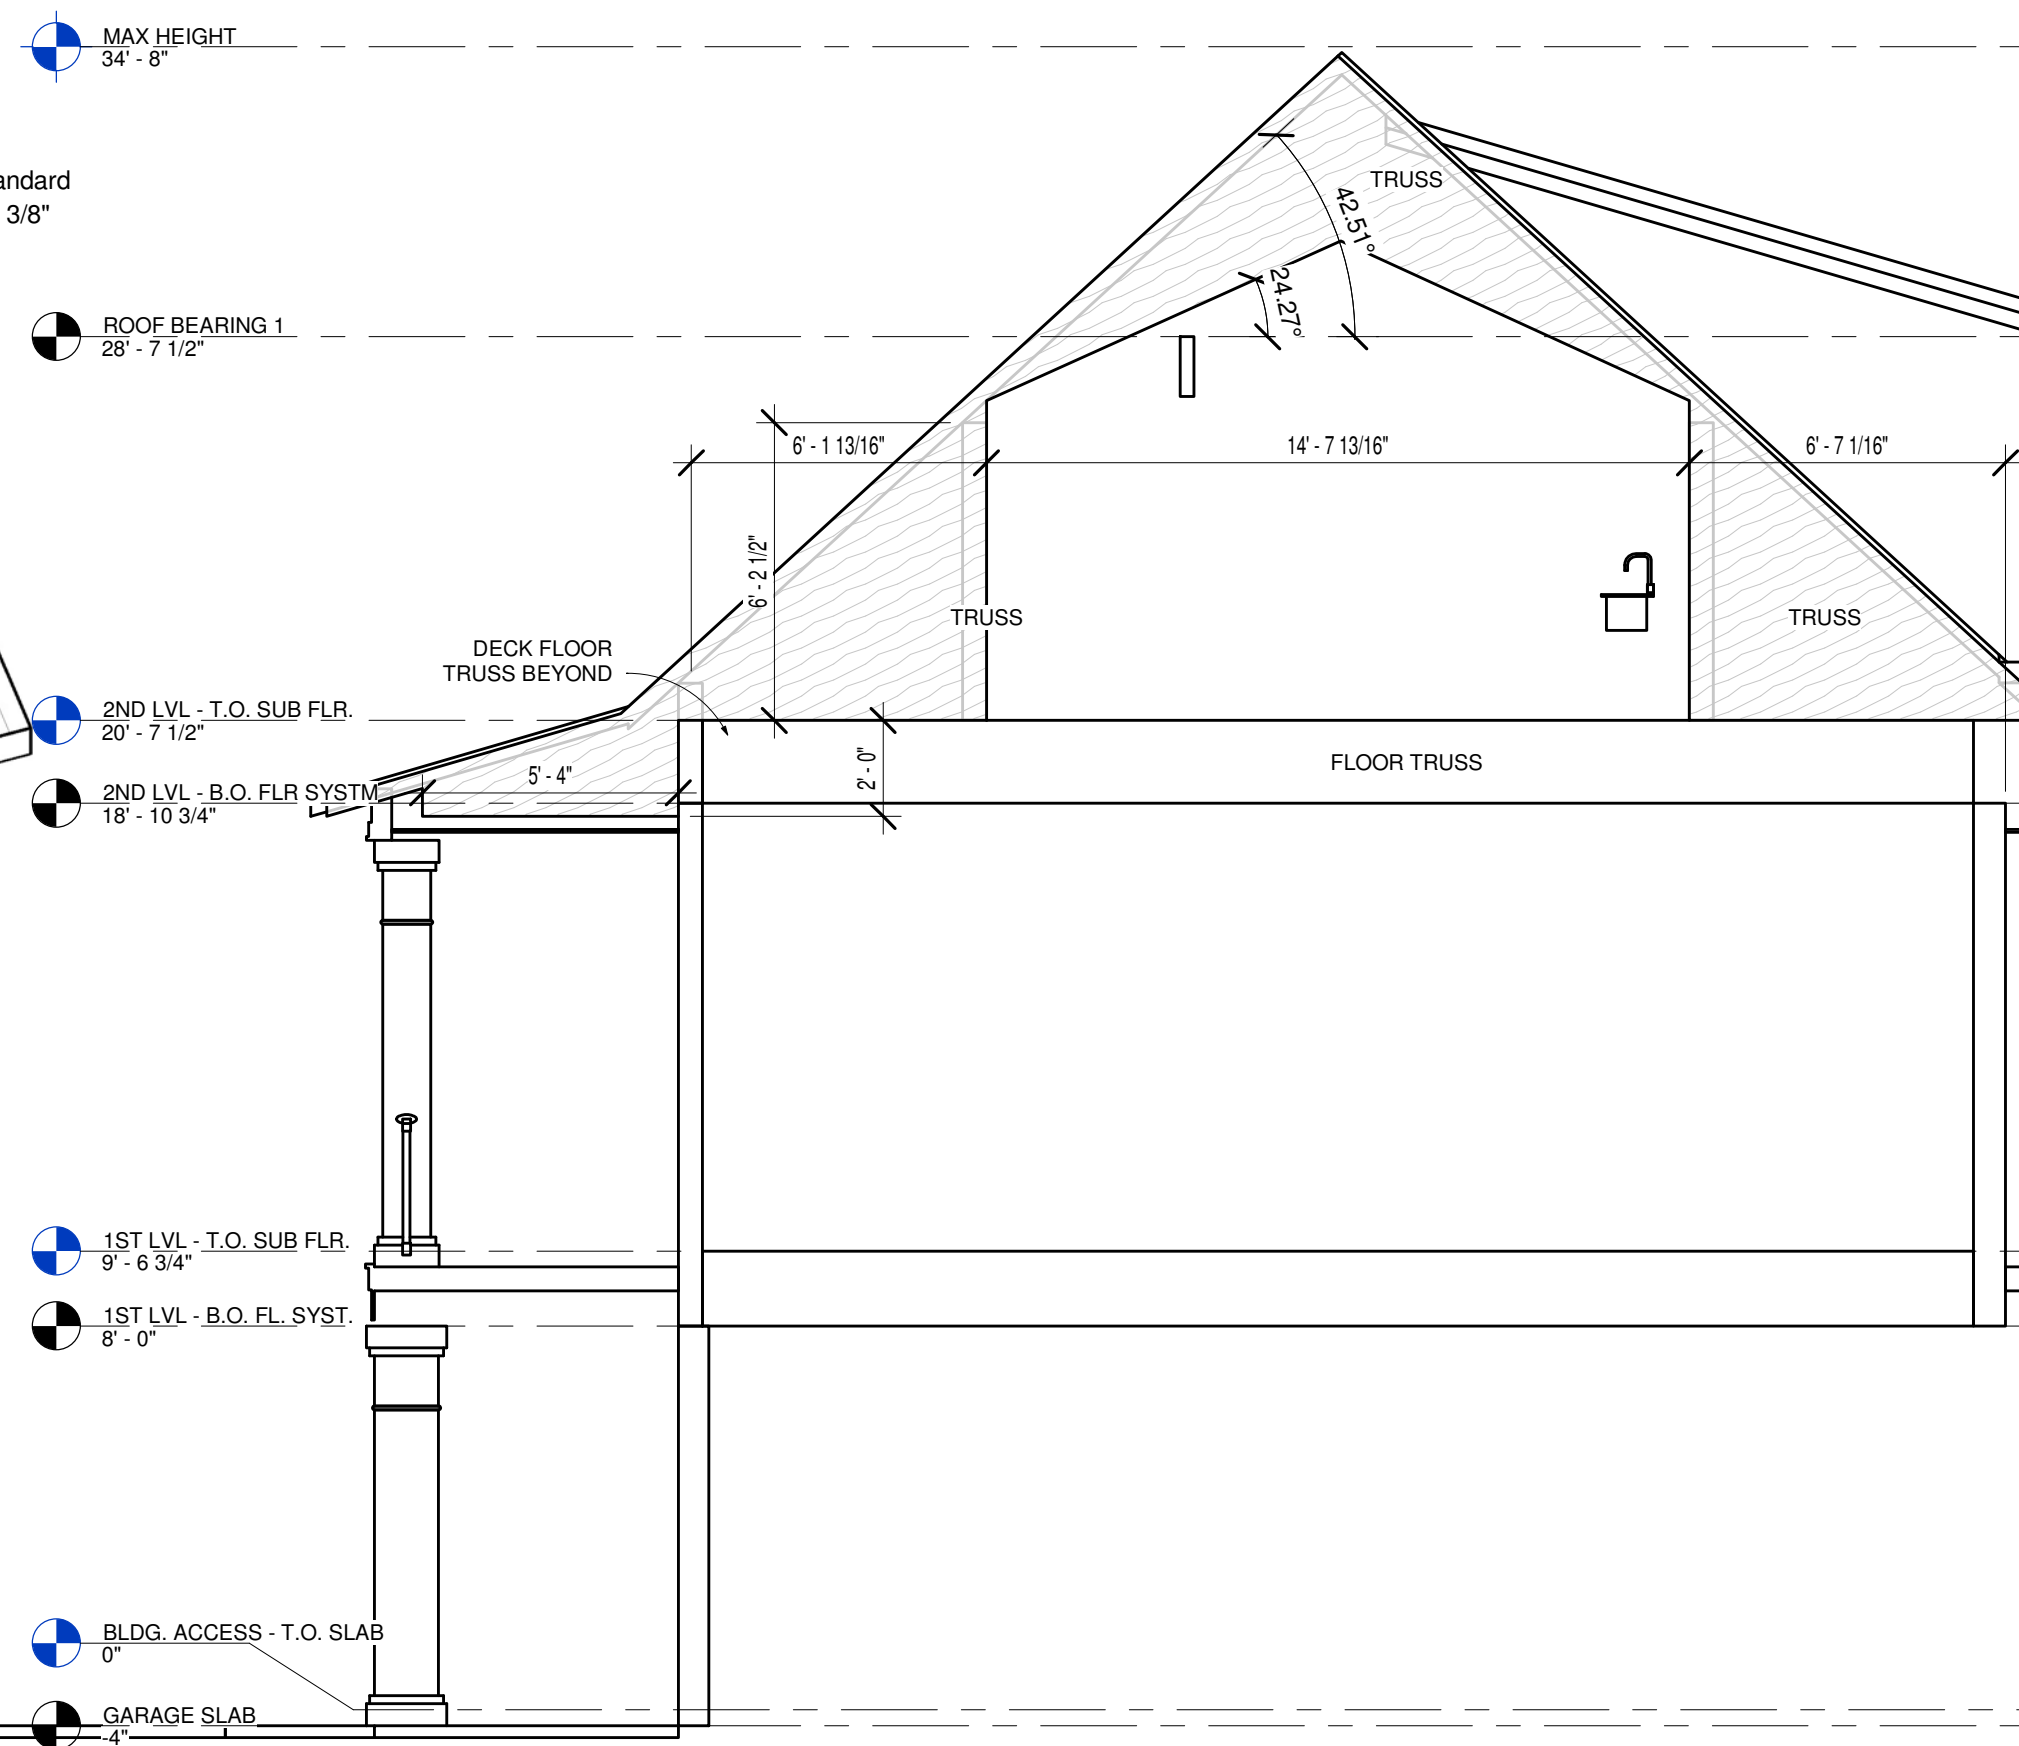 MAX HEIGHT
34' - 8"
andard
3/8"
TRUSS
42.51°
24.27°
ROOF BEARING 1
28' - 7 1/2"
6' - 1 13/16"
14' - 7 13/16"
6' - 7 1/16"
6' - 2 1/2"
TRUSS
TRUSS
DECK FLOOR
TRUSS BEYOND
2ND LVL - T.O. SUB FLR.
20' - 7 1/2"
FLOOR TRUSS
5' - 4"
2' - 0"
2ND LVL - B.O. FLR SYSTM
18' - 10 3/4"
1ST LVL - T.O. SUB FLR.
9' - 6 3/4"
1ST LVL - B.O. FL. SYST.
8' - 0"
BLDG. ACCESS - T.O. SLAB
0"
GARAGE SLAB
-4"